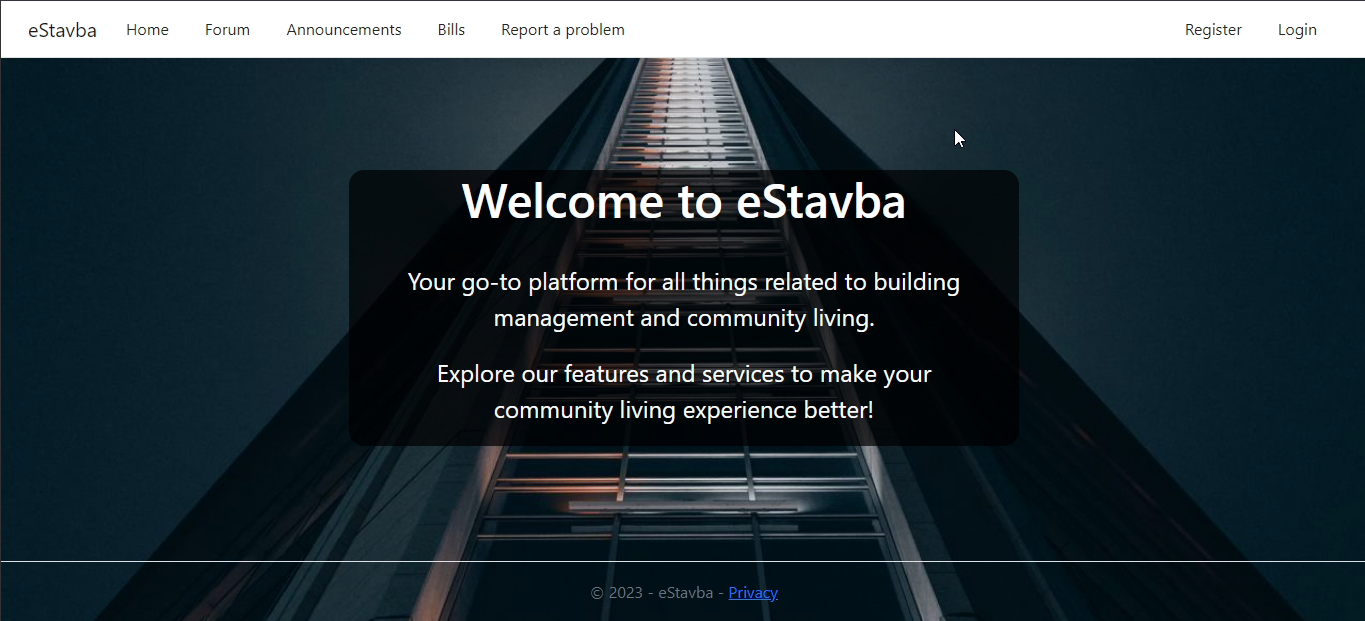 eStavba Home Forum Announcements Bills Report a problem Register Login
Welcome to eStavba
Your go-to platform for all things related to building
management and community living.
Explore our features and services to make your
community living experience better!
© 2023 - eStavba - Privacy